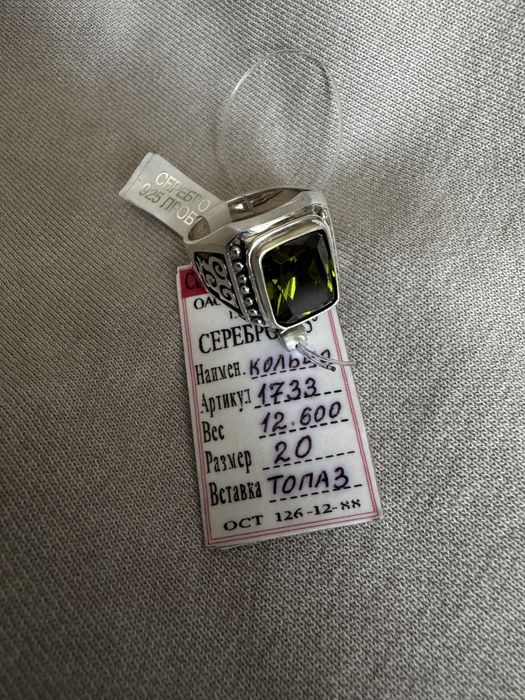 СЕРЕБРО
925 ПРОБ
СЕРЕБРО
Наимен. КОЛЬЦО
Артикул 1733
Вес 12.600
Размер 20
Вставка ТОПАЗ
ОСТ 126-12-88